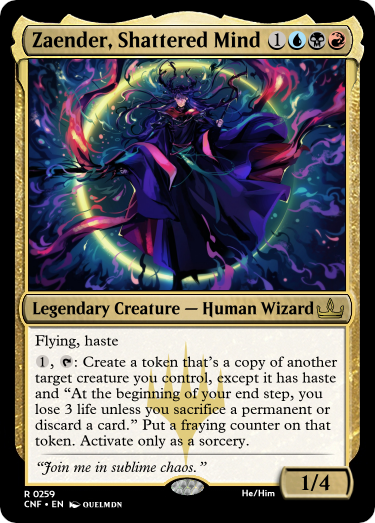 Zaender, Shattered Mind 1
Legendary Creature — Human Wizard
Flying, haste
1, : Create a token that's a copy of another
target creature you control, except it has haste
and “At the beginning of your end step, you
lose 3 life unless you sacrifice a permanent or
discard a card.” Put a fraying counter on
that token. Activate only as a sorcery.
“Join me in sublime chaos.”
1/4
R 0259
He/Him
CNF • EN OUELMDN